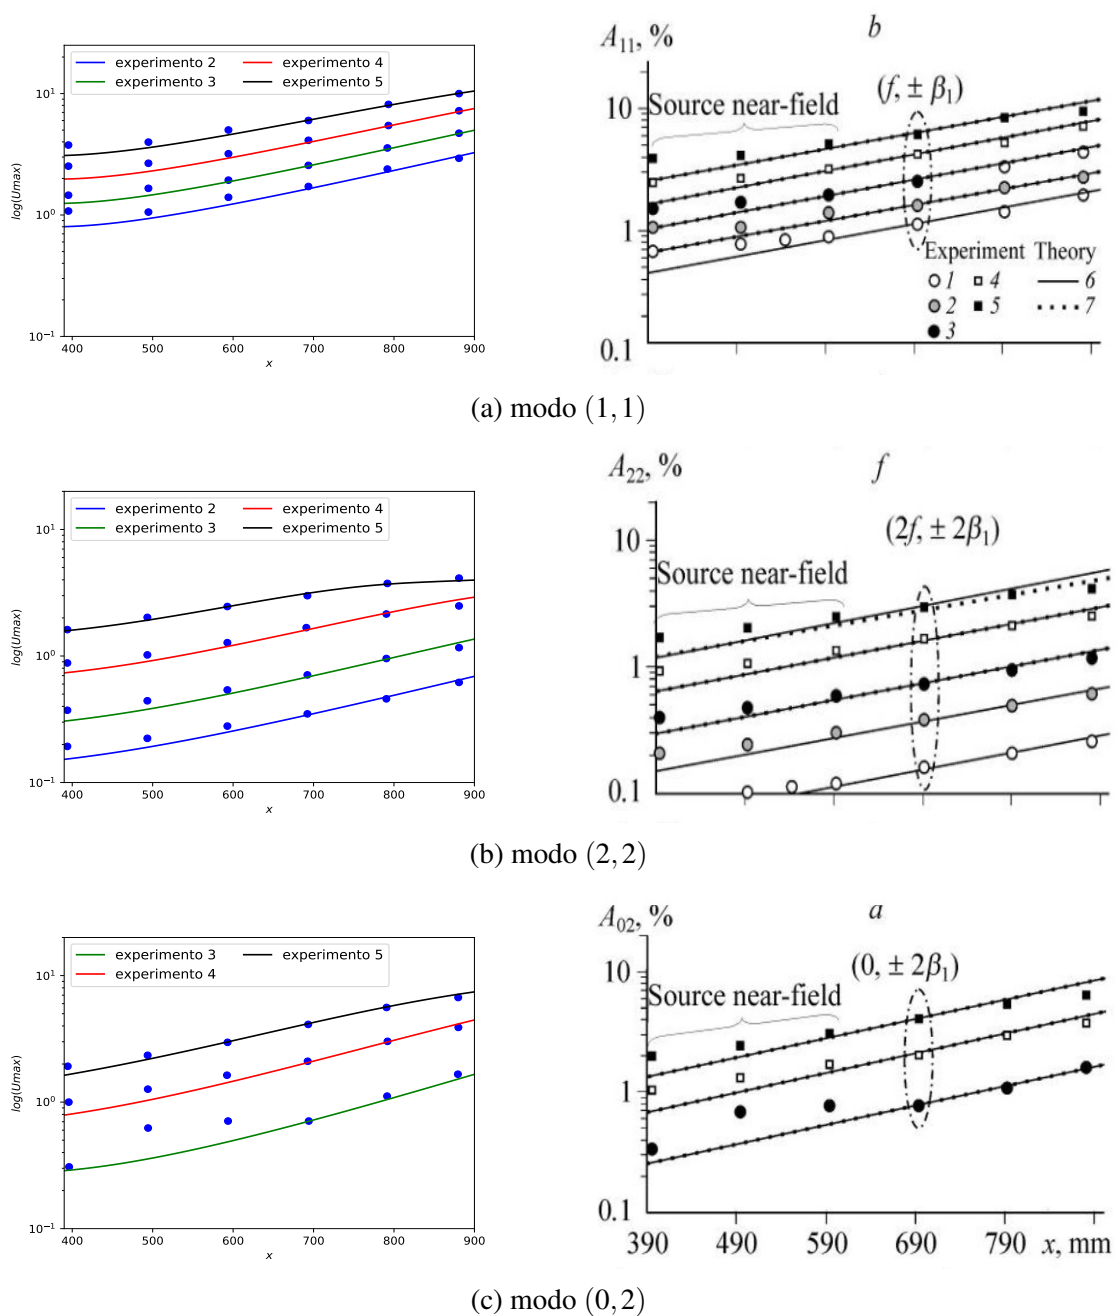 experimento 2
experimento 3
experimento 4
experimento 5
10¹
10⁰
10⁻¹
log(Umax)
400 500 600 700 800 900
x
A₁₁, % b
(f, ± β₁)
Source near-field
10
1
0.1
Experiment Theory
1 4 6
2 5 7
3
(a) modo (1,1)
experimento 2
experimento 3
experimento 4
experimento 5
10¹
10⁰
10⁻¹
log(Umax)
400 500 600 700 800 900
x
A₂₂, % f
(2f, ± 2β₁)
Source near-field
10
1
0.1
(b) modo (2,2)
experimento 3
experimento 4
experimento 5
10¹
10⁰
10⁻¹
log(Umax)
400 500 600 700 800 900
x
A₀₂, % a
(0, ± 2β₁)
Source near-field
10
1
0.1
390 490 590 690 790 x, mm
(c) modo (0,2)